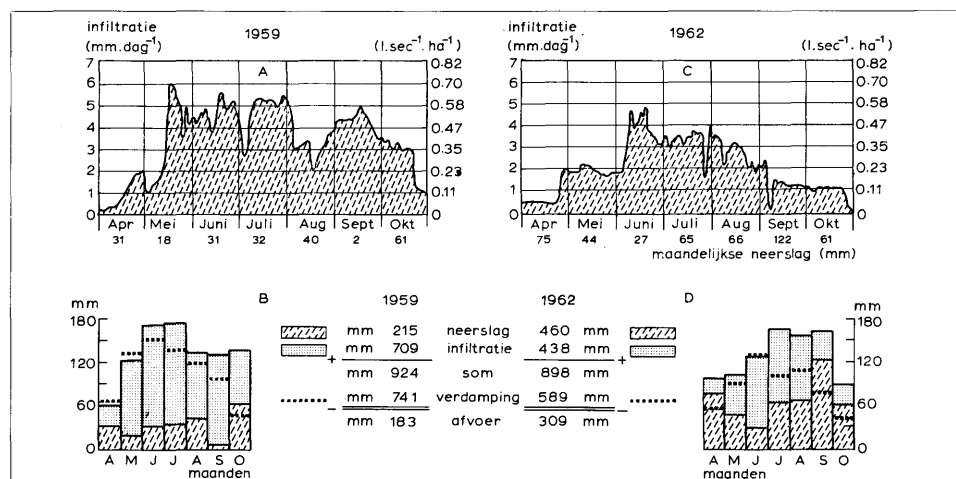 infiltratie 1959
(mm.dag⁻¹) (l.sec⁻¹.ha⁻¹)
A
7 0.82
6 0.70
5 0.58
4 0.47
3 0.35
2 0.23
1 0.11
0 0
Apr Mei Juni Juli Aug Sept Okt
31 18 31 32 40 2 61
infiltratie 1962
(mm.dag⁻¹) (l.sec⁻¹.ha⁻¹)
C
7 0.82
6 0.70
5 0.58
4 0.47
3 0.35
2 0.23
1 0.11
0 0
Apr Mei Juni Juli Aug Sept Okt
75 44 27 65 66 122 61
maandelijkse neerslag (mm)
mm B
180
120
60
0
A M J J A S O
maanden
1959 1962
mm 215 neerslag 460 mm
+ mm 709 infiltratie 438 mm +
924 som 898 mm
mm 741 verdamping 589 mm
183 afvoer 309 mm
D mm
180
120
60
0
A M J J A S O
maanden